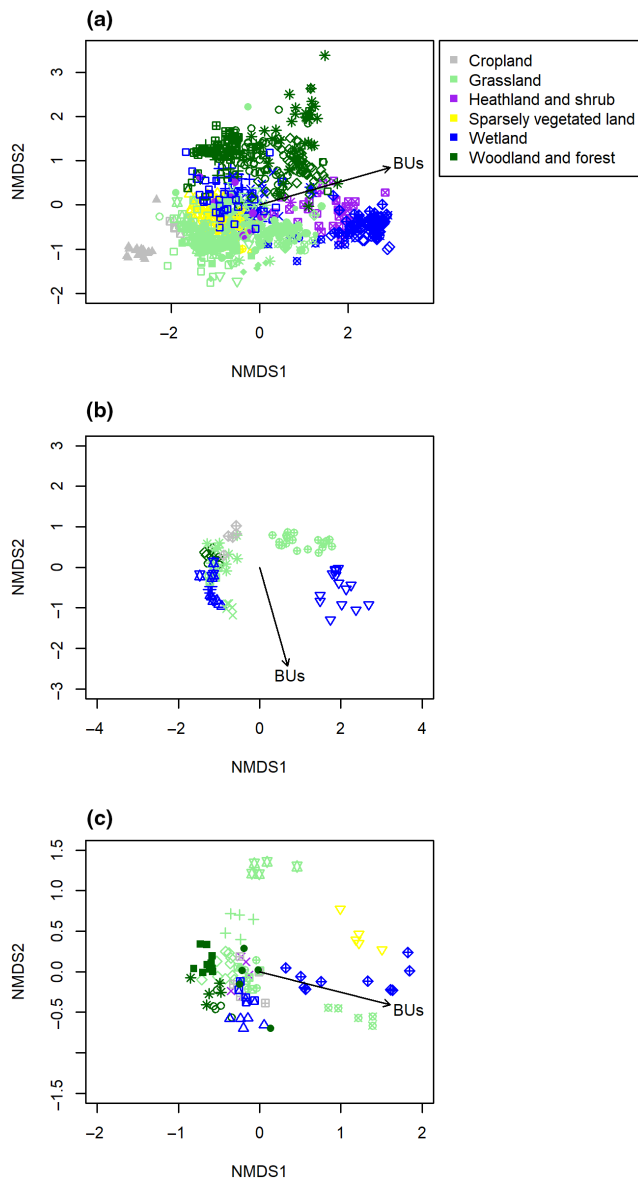 (a)
Cropland
Grassland
Heathland and shrub
Sparsely vegetated land
Wetland
Woodland and forest
BUs
NMDS2
3
2
1
0
−1
−2
−2
0
2
NMDS1
(b)
BUs
NMDS2
3
2
1
0
−1
−2
−3
−4
−2
0
2
4
NMDS1
(c)
BUs
NMDS2
1.5
1.0
0.5
0.0
−0.5
−1.5
−2
−1
0
1
2
NMDS1